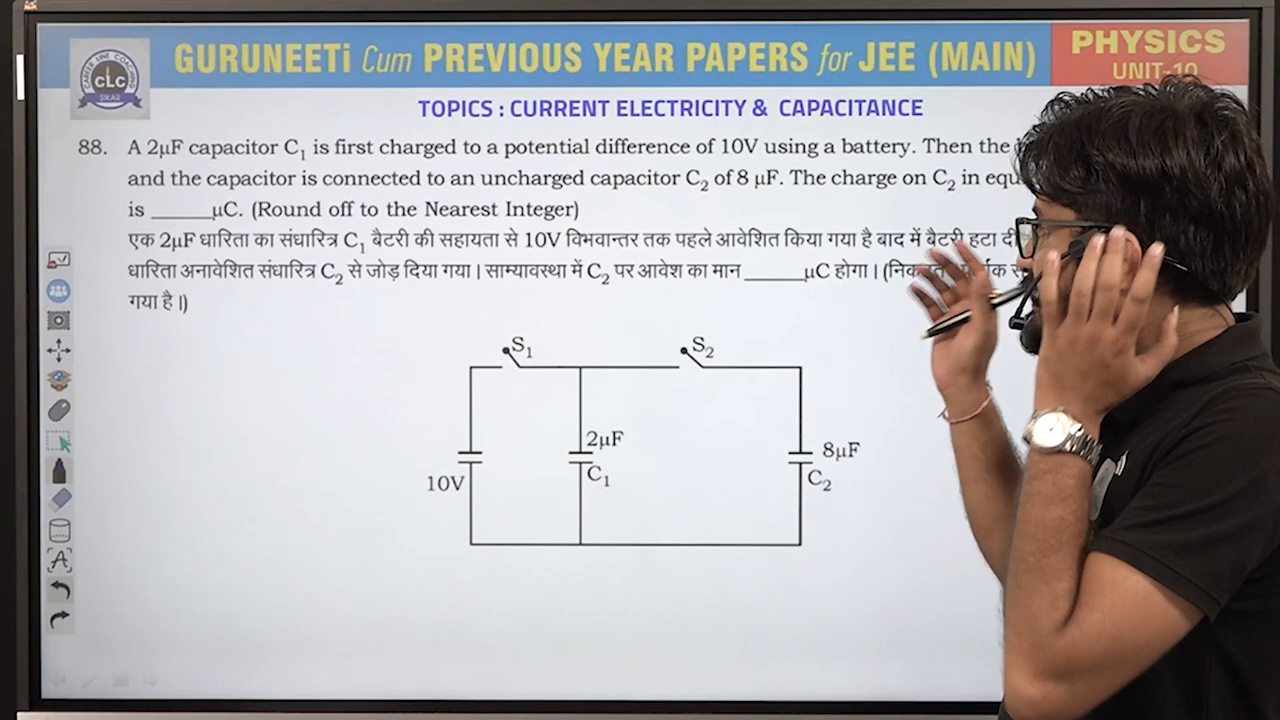 GURUNEETi Cum PREVIOUS YEAR PAPERS for JEE (MAIN)
PHYSICS
UNIT-10
CLC
SIKAR
TOPICS : CURRENT ELECTRICITY & CAPACITANCE
88. A 2μF capacitor C₁ is first charged to a potential difference of 10V using a battery. Then the
and the capacitor is connected to an uncharged capacitor C₂ of 8 μF. The charge on C₂ in
is ______μC. (Round off to the Nearest Integer)
एक 2μF धारिता का संधारित्र C₁ बैटरी की सहायता से 10V विभवान्तर तक पहले आवेशित किया गया है बाद में बैटरी हटा
धारिता अनावेशित संधारित्र C₂ से जोड़ दिया गया। साम्यावस्था में C₂ पर आवेश का मान ______μC होगा।
गया है।)
S₁
S₂
2μF
C₁
8μF
C₂
10V
A